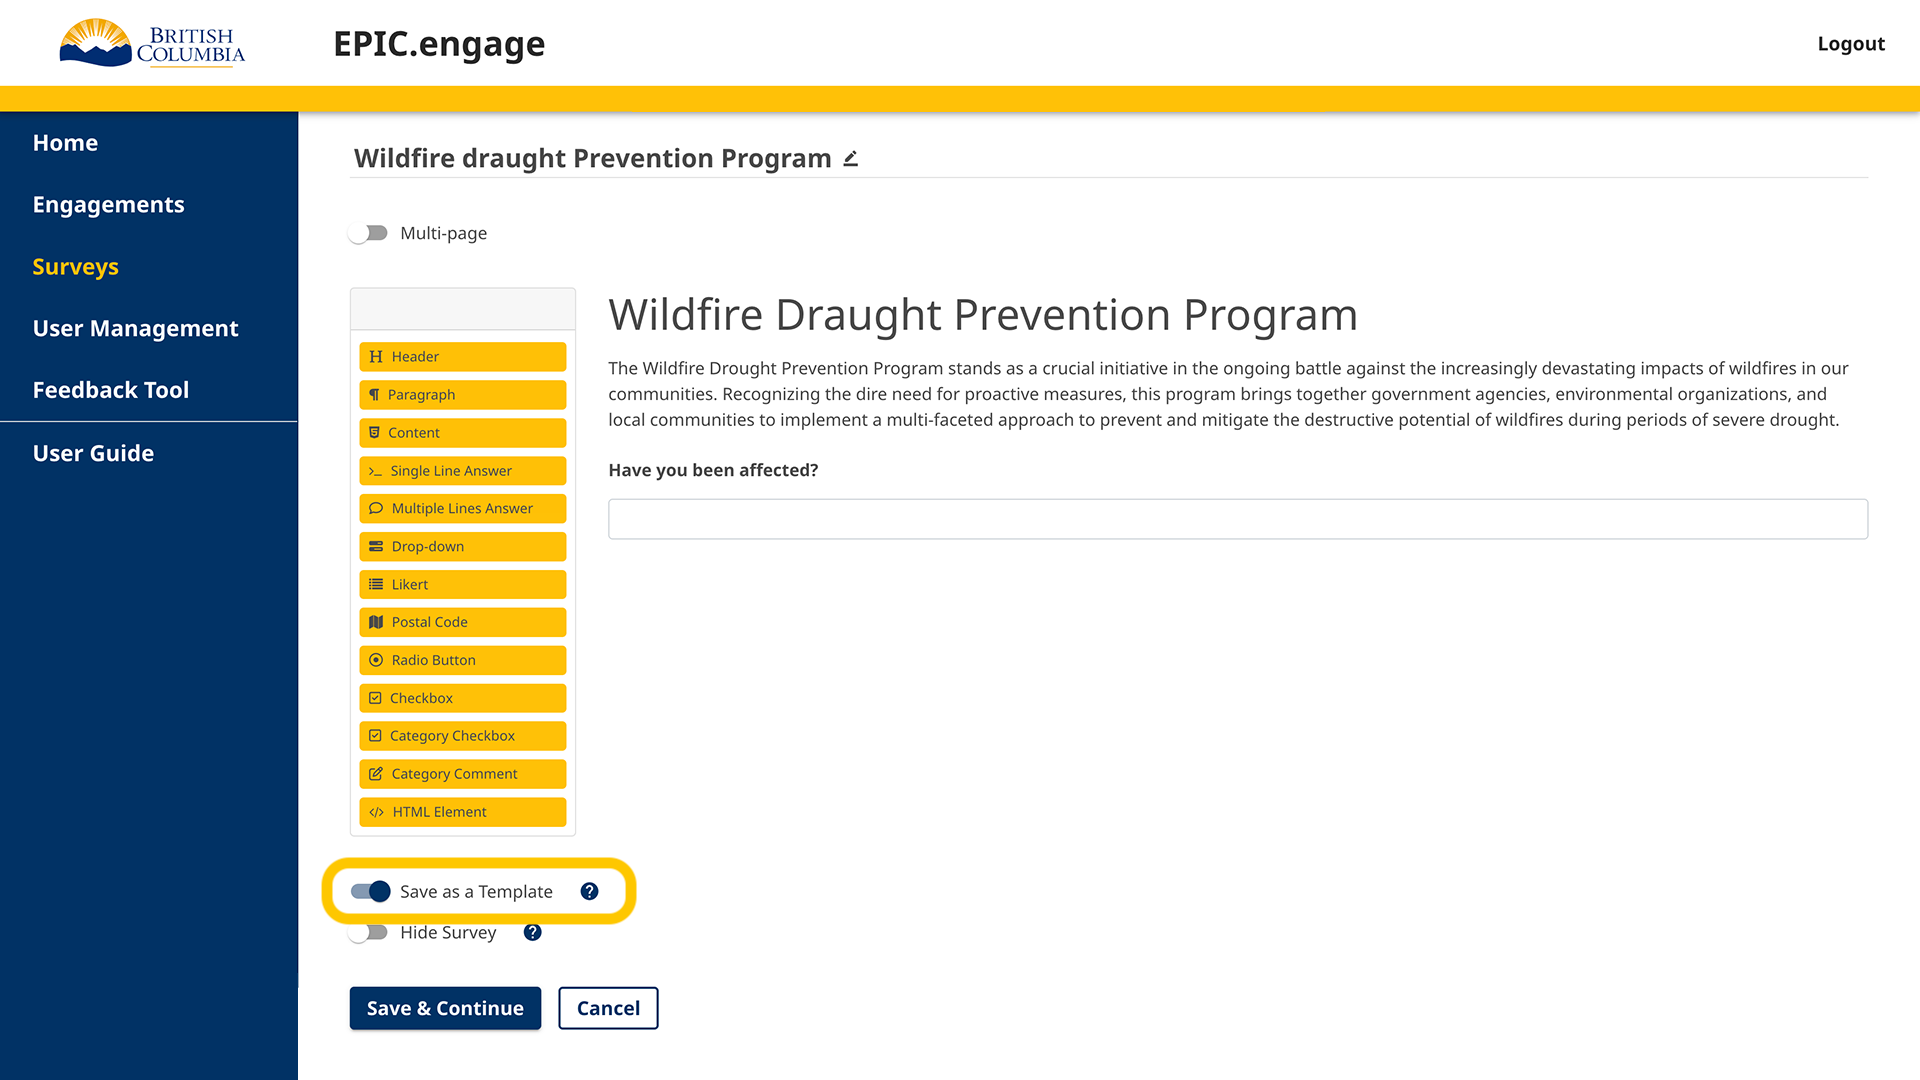 BRITISH
COLUMBIA
EPIC.engage
Logout
Home
Engagements
Surveys
User Management
Feedback Tool
User Guide
Wildfire draught Prevention Program
Multi-page
Header
Paragraph
Content
Single Line Answer
Multiple Lines Answer
Drop-down
Likert
Postal Code
Radio Button
Checkbox
Category Checkbox
Category Comment
HTML Element
Wildfire Draught Prevention Program
The Wildfire Drought Prevention Program stands as a crucial initiative in the ongoing battle against the increasingly devastating impacts of wildfires in our
communities. Recognizing the dire need for proactive measures, this program brings together government agencies, environmental organizations, and
local communities to implement a multi-faceted approach to prevent and mitigate the destructive potential of wildfires during periods of severe drought.
Have you been affected?
Save as a Template ?
Hide Survey ?
Save & Continue
Cancel